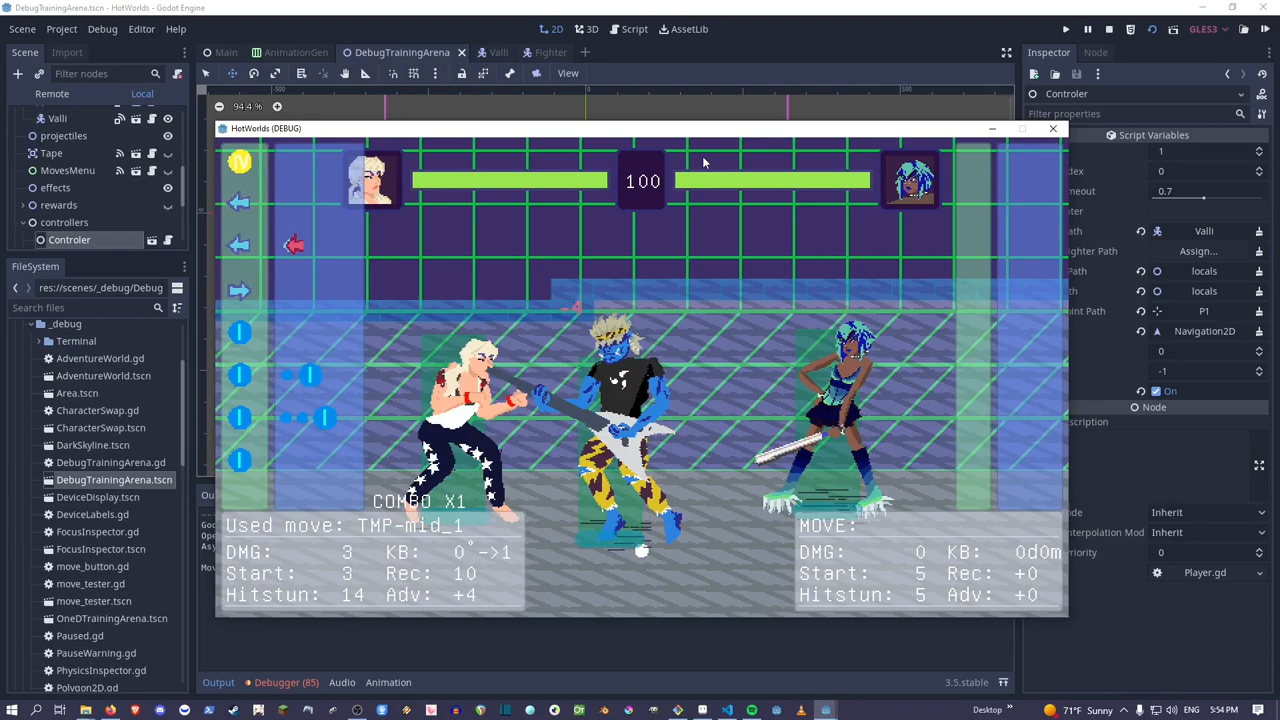 DebugTrainingArena.tscn - HotWorlds - Godot Engine
Scene Project Debug Editor Help
2D 3D Script AssetLib
GLES3
Scene Import
Main AnimationGen DebugTrainingArena Valli Fighter
Inspector Node
Filter nodes
View
Remote Local
-500 0 500
Controler
94.4 %
Filter properties
Valli
HotWorlds (DEBUG)
projectiles
Script Variables
Tape
1
MovesMenu
ndex 0
effects
imeout 0.7
rewards
controllers
Valli
Controler
Assign...
FileSystem
locals
res://scenes/_debug/Debug
locals
Search files
P1
_debug
Navigation2D
Terminal
0
AdventureWorld.gd
-1
AdventureWorld.tscn
On
Area.tscn
Node
CharacterSwap.gd
CharacterSwap.tscn
DarkSkyline.tscn
DebugTrainingArena.gd
DebugTrainingArena.tscn
DeviceDisplay.tscn
DeviceLabels.gd
Inherit
FocusInspector.gd
Inherit
FocusInspector.tscn
0
move_button.gd
Player.gd
move_tester.gd
move_tester.tscn
OneDTrainingArena.tscn
Paused.gd
PauseWarning.gd
PhysicsInspector.gd
Polygon2D.gd
100
COMBO X1
Used move: TMP-mid_1
DMG: 3 KB: 0°->1
Start: 3 Rec: 10
Hitstun: 14 Adv: +4
MOVE:
DMG: 0 KB: 0d0m
Start: 5 Rec: +0
Hitstun: 5 Adv: +0
Output Debugger (85) Audio Animation
3.5.stable
Desktop
71°F Sunny
ENG 5:54 PM